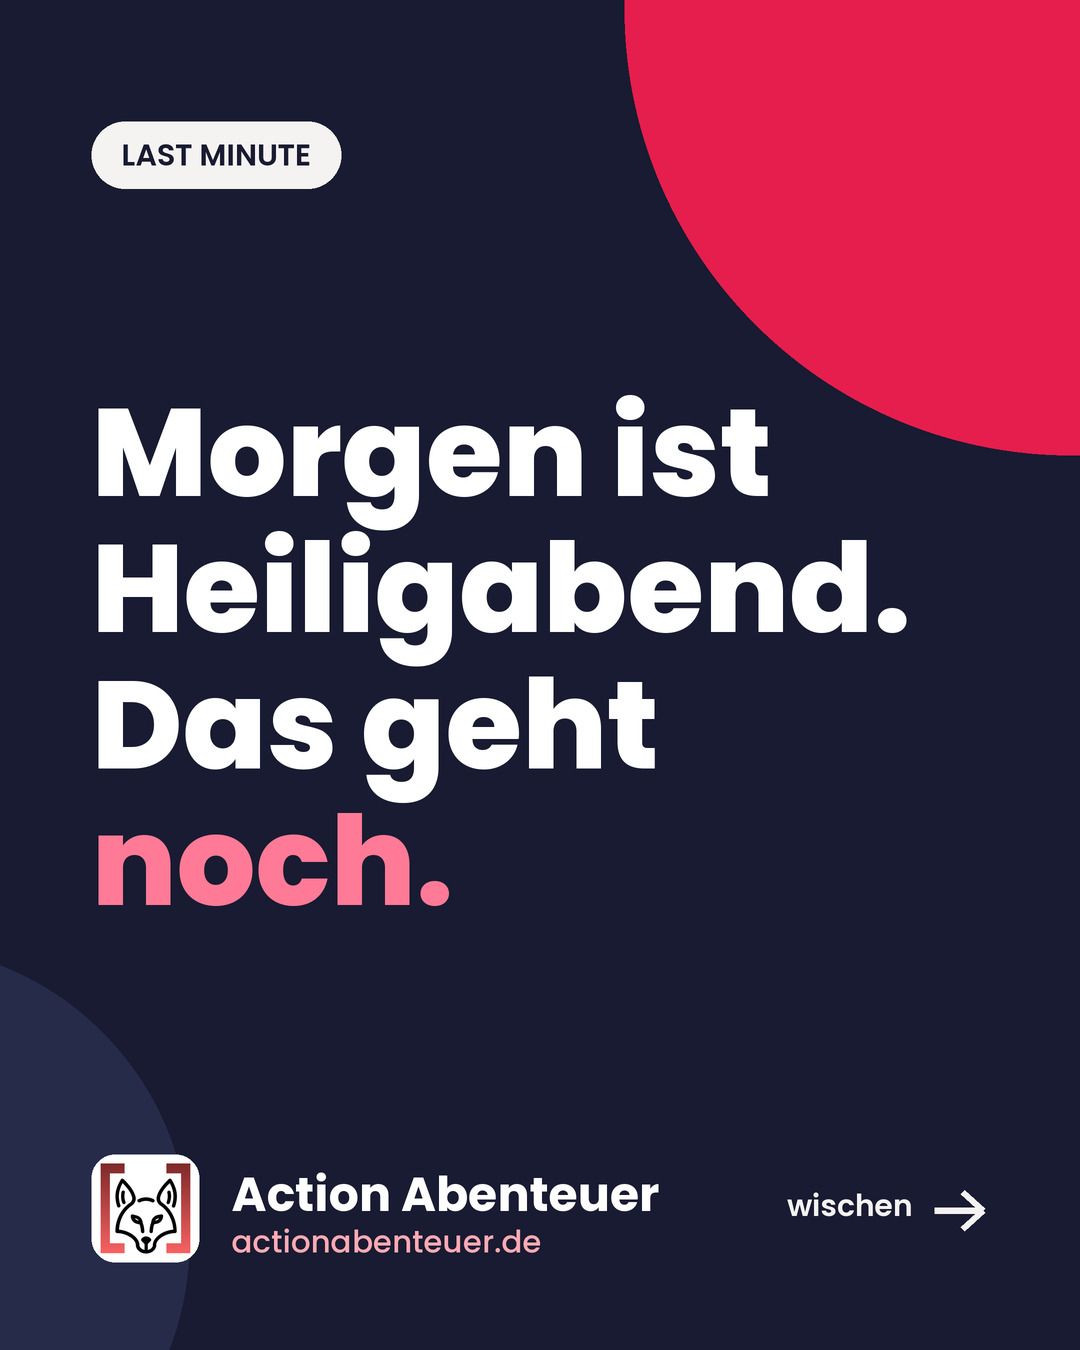 LAST MINUTE
Morgen ist
Heiligabend.
Das geht
noch.
Action Abenteuer
actionabenteuer.de
wischen